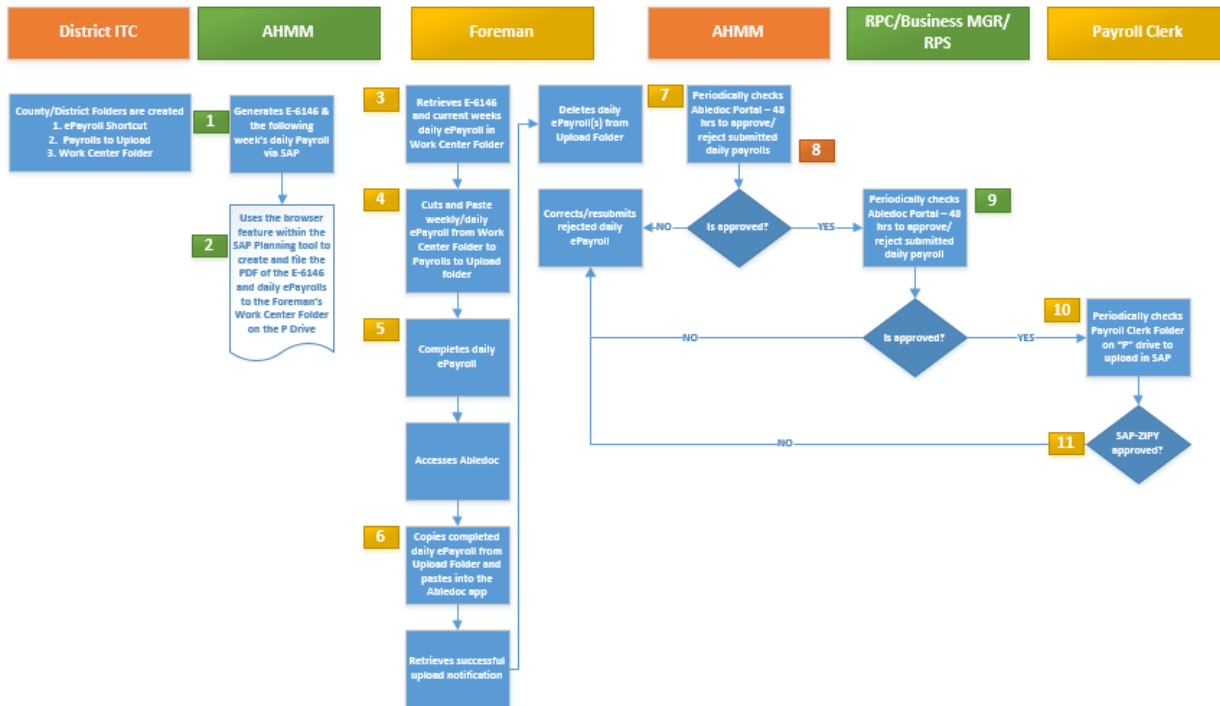 District ITC
AHMM
Foreman
AHMM
RPC/Business MGR/
RPS
Payroll Clerk
County/District Folders are created
1. ePayroll Shortcut
2. Payrolls to Upload
3. Work Center Folder
1
Generates E-6146 &
the following
week's daily Payroll
via SAP
2
Uses the browser
feature within the
SAP Planning tool to
create and file the
PDF of the E-6146
and daily ePayrolls
to the Foreman's
Work Center Folder
on the P Drive
3
Retrieves E-6146
and current weeks
daily ePayroll in
Work Center Folder
4
Cuts and Paste
weekly/daily
ePayroll from Work
Center Folder to
Payrolls to Upload
folder
5
Completes daily
ePayroll
Accesses Abledoc
6
Copies completed
daily ePayroll from
Upload Folder and
pastes into the
Abledoc app
Retrieves successful
upload notification
Deletes daily
ePayroll(s) from
Upload Folder
7
Periodically checks
Abledoc Portal – 48
hrs to approve/
reject submitted
daily payrolls
8
Is approved?
NO
YES
Corrects/resubmits
rejected daily
ePayroll
9
Periodically checks
Abledoc Portal – 48
hrs to approve/
reject submitted
daily payroll
Is approved?
NO
YES
10
Periodically checks
Payroll Clerk Folder
on "P" drive to
upload in SAP
11
SAP-ZIPY
approved?
NO